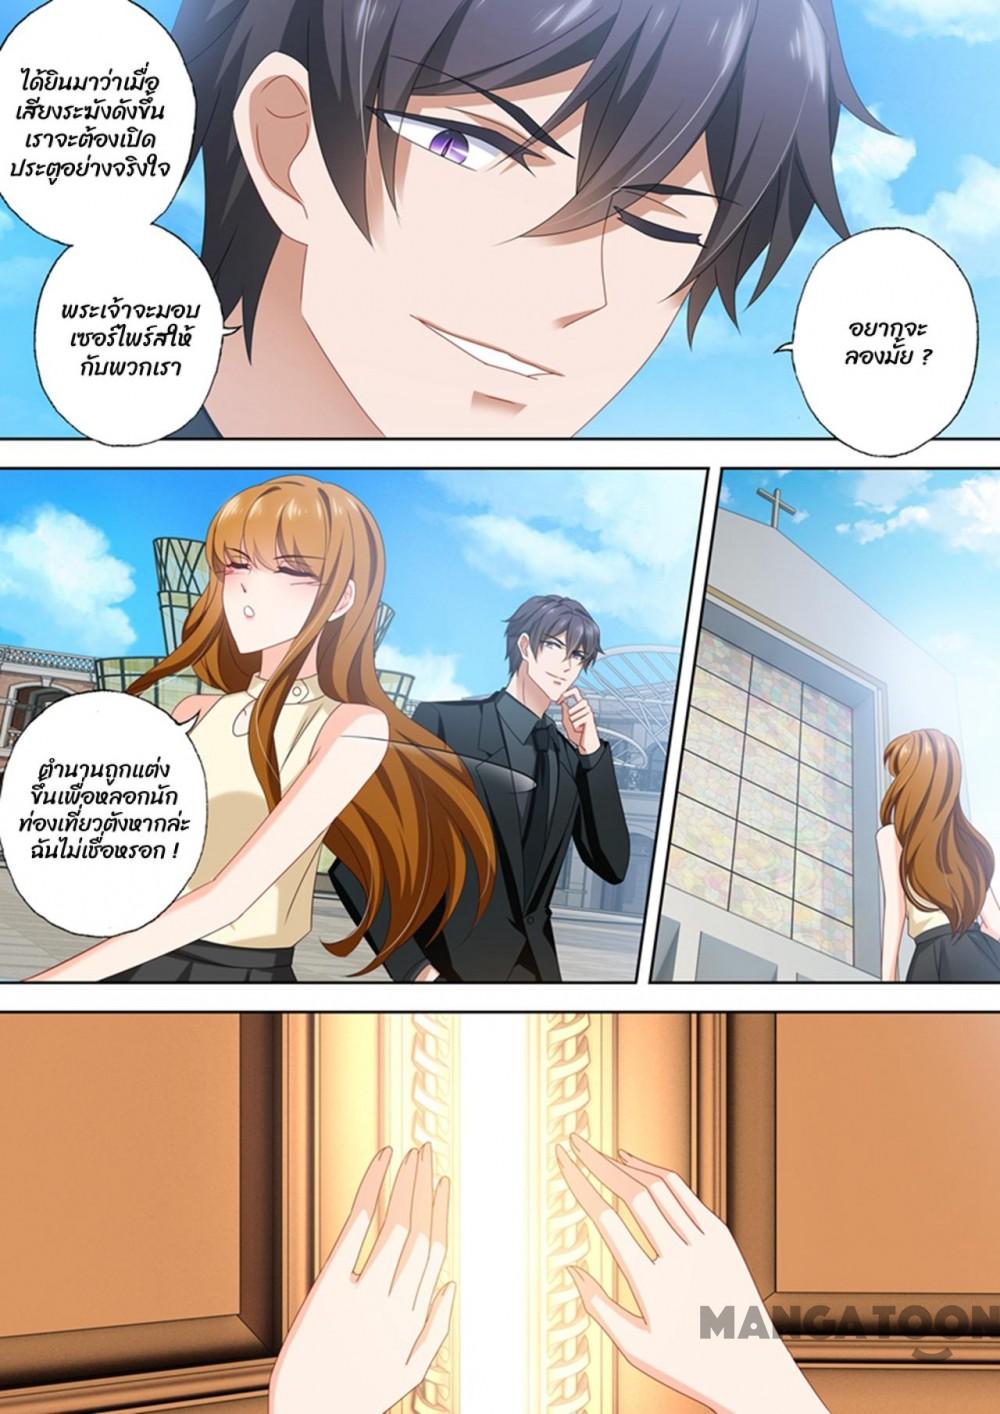 ได้ยินมาว่าเมื่อ
เสียงระฆังดังขึ้น
เราจะต้องเปิด
ประตูอย่างจริงใจ
พระเจ้าจะมอบ
เซอร์ไพร์สให้
กับพวกเรา
อยากจะ
ลองมั้ย ?
ตำนานถูกแต่ง
ขึ้นเพื่อหลอกนัก
ท่องเที่ยวตังหากล่ะ
ฉันไม่เชื่อหรอก !
MANGATOON